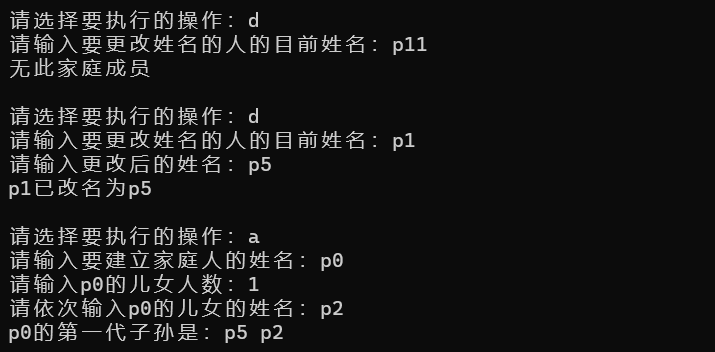 请选择要执行的操作: d
请输入要更改姓名的人的目前姓名: p11
无此家庭成员
请选择要执行的操作: d
请输入要更改姓名的人的目前姓名: p1
请输入更改后的姓名: p5
p1已改名为p5
请选择要执行的操作: a
请输入要建立家庭人的姓名: p0
请输入p0的儿女人数: 1
请依次输入p0的儿女的姓名: p2
p0的第一代子孙是: p5 p2